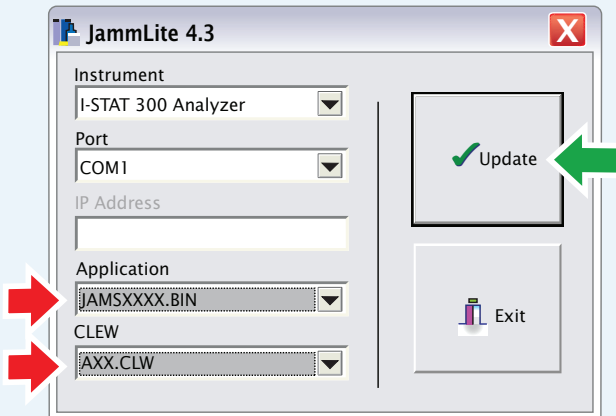 JammLite 4.3
X
Instrument
I-STAT 300 Analyzer
Port
COM1
IP Address
Application
JAMSXXXX.BIN
CLEW
AXX.CLW
Update
Exit